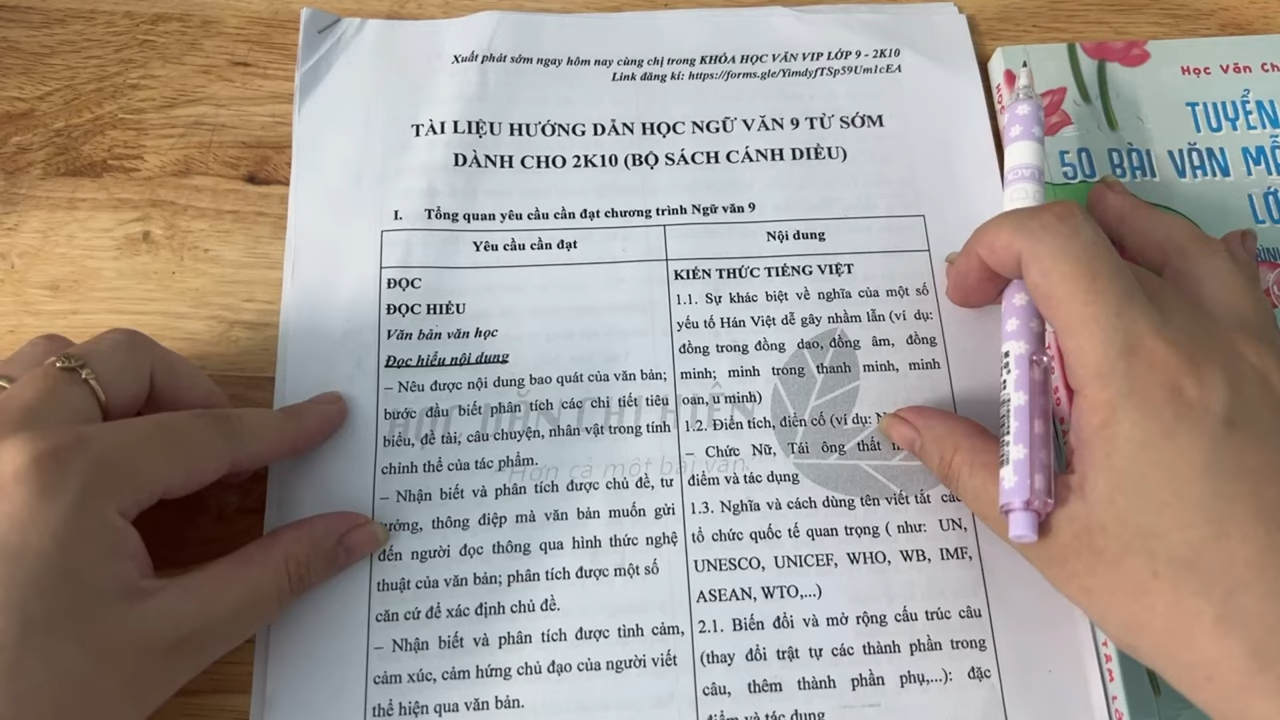 Xuất phát sớm ngay hôm nay cùng chị trong KHÓA HỌC VĂN VIP LỚP 9 - 2K10
Link đăng kí: https://forms.gle/YimdyfTSp59Um1cEA
TÀI LIỆU HƯỚNG DẪN HỌC NGỮ VĂN 9 TỪ SỚM
DÀNH CHO 2K10 (BỘ SÁCH CÁNH DIỀU)
I. Tổng quan yêu cầu cần đạt chương trình Ngữ văn 9
Yêu cầu cần đạt
ĐỌC
ĐỌC HIỂU
Văn bản văn học
Đọc hiểu nội dung
– Nêu được nội dung bao quát của văn bản;
bước đầu biết phân tích các chi tiết tiêu
biểu, đề tài, câu chuyện, nhân vật trong tính
chỉnh thể của tác phẩm.
– Nhận biết và phân tích được chủ đề, tư
tưởng, thông điệp mà văn bản muốn gửi
đến người đọc thông qua hình thức nghệ
thuật của văn bản; phân tích được một số
căn cứ để xác định chủ đề.
– Nhận biết và phân tích được tình cảm,
cảm xúc, cảm hứng chủ đạo của người viết
thể hiện qua văn bản.
Nội dung
KIẾN THỨC TIẾNG VIỆT
1.1. Sự khác biệt về nghĩa của một số
yếu tố Hán Việt dễ gây nhầm lẫn (ví dụ:
đồng trong đồng dao, đồng âm, đồng
minh; minh trong thanh minh, minh
oan, u minh)
1.2. Điển tích, điển cố (ví dụ:
– Chức Nữ, Tái ông thất
điểm và tác dụng
1.3. Nghĩa và cách dùng tên viết tắt các
tổ chức quốc tế quan trọng ( như: UN,
UNESCO, UNICEF, WHO, WB, IMF,
ASEAN, WTO,...)
2.1. Biến đổi và mở rộng cấu trúc câu
(thay đổi trật tự các thành phần trong
câu, thêm thành phần phụ,...): đặc
điểm và tác dụng
HỌC VĂN CHỊ HIÊN
"Hơn cả một bài văn"
Học Văn Ch
TUYỂN
50 BÀI VĂN MẪ
LỚ